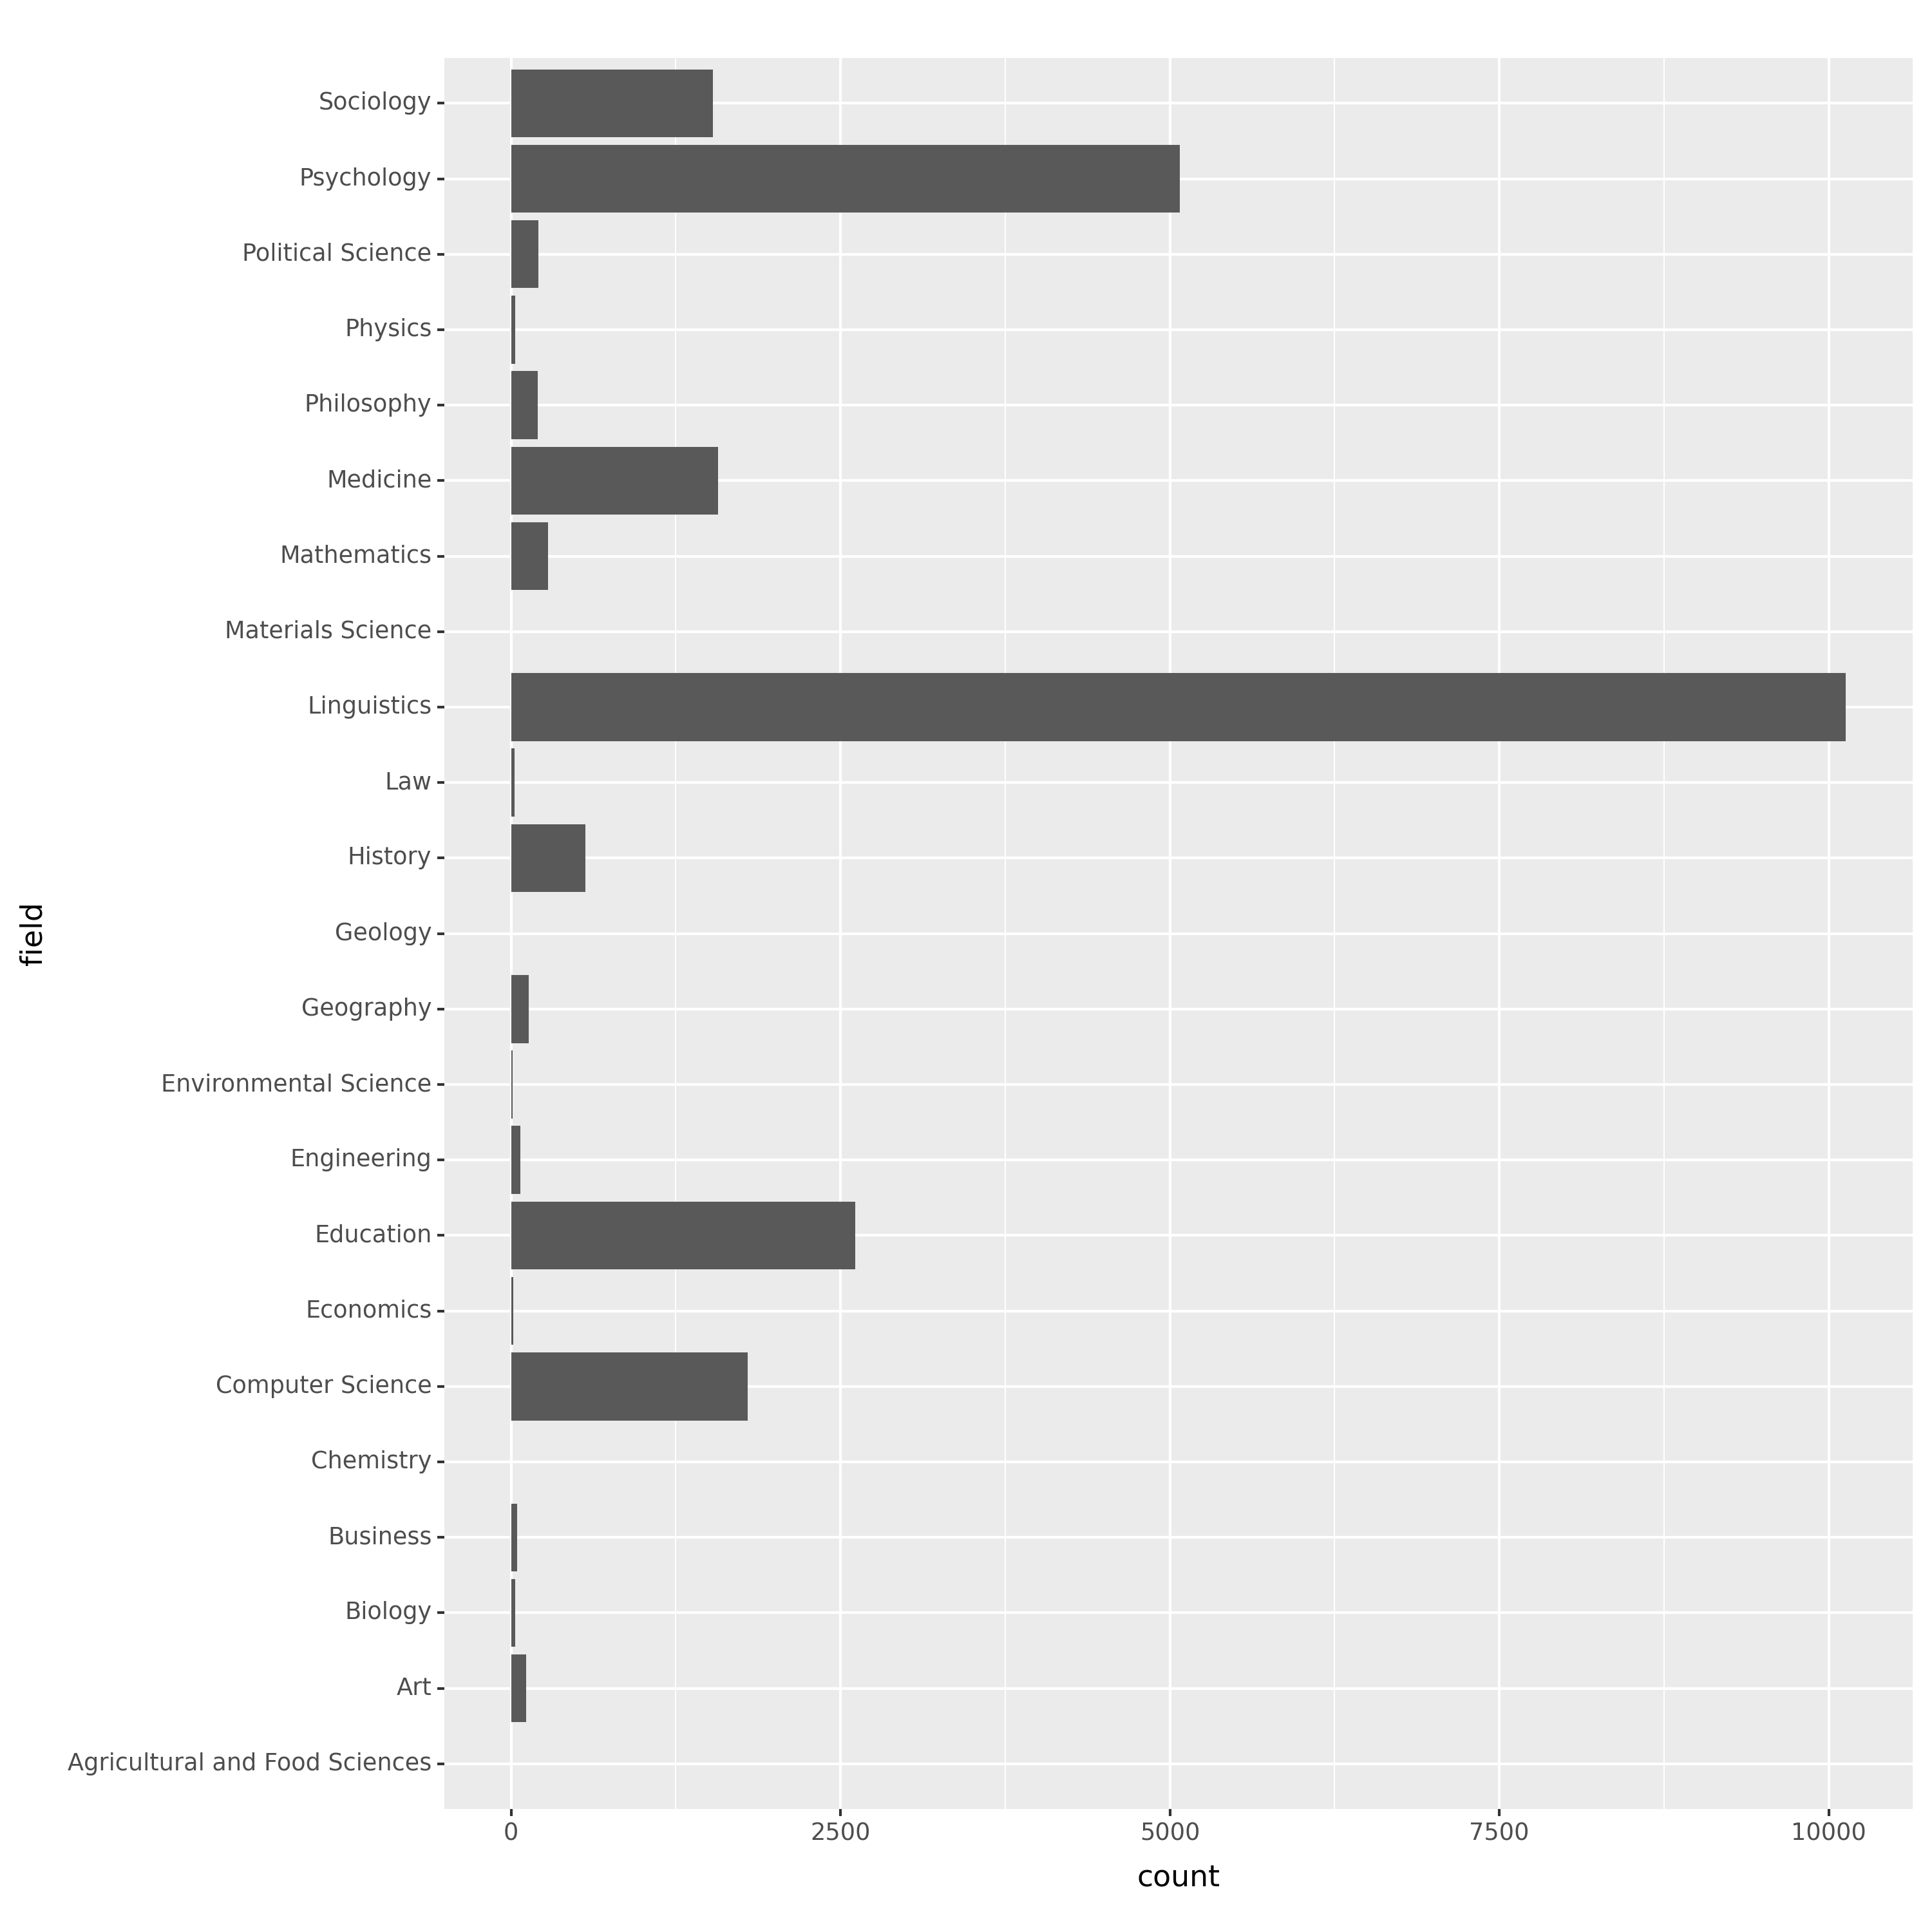 Sociology
Psychology
Political Science
Physics
Philosophy
Medicine
Mathematics
Materials Science
Linguistics
Law
History
Geology
Geography
Environmental Science
Engineering
Education
Economics
Computer Science
Chemistry
Business
Biology
Art
Agricultural and Food Sciences
field
0 2500 5000 7500 10000
count